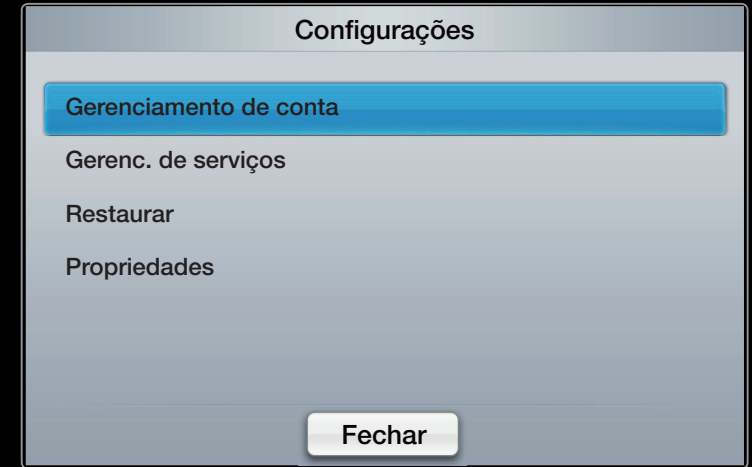 Configurações
Gerenciamento de conta
Gerenc. de serviços
Restaurar
Propriedades
Fechar